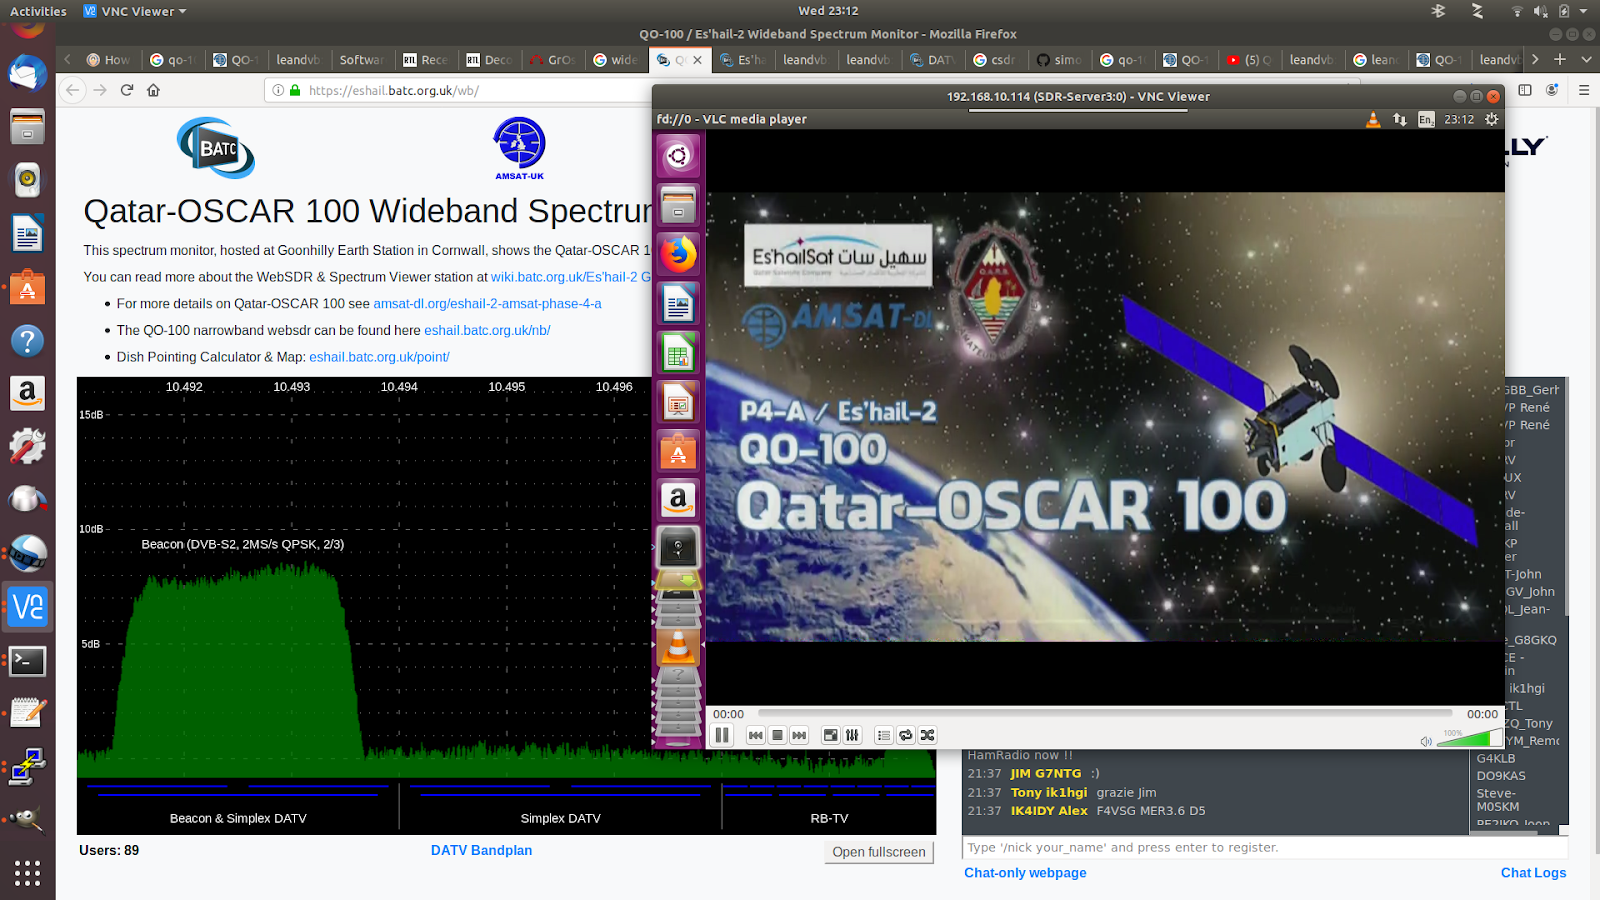 Activities
VNC Viewer
Wed 23:12
QO-100 / Es'hail-2 Wideband Spectrum Monitor - Mozilla Firefox
How
qo-1
QO-1
leandvb
Softwar
RTL Rece
RTL Deco
GrOs
wide
Es'ha
leandvb
leandvb
DATV
csdr
simo
qo-1
QO-1
(5) Q
leandvb
lean
QO-1
leandvb
https://eshail.batc.org.uk/wb/
192.168.10.114 (SDR-Server3:0) - VNC Viewer
fd://0 - VLC media player
En
23:12
BATC
AMSAT-UK
LLY
Qatar-OSCAR 100 Wideband Spectrum
This spectrum monitor, hosted at Goonhilly Earth Station in Cornwall, shows the Qatar-OSCAR 1
You can read more about the WebSDR & Spectrum Viewer station at wiki.batc.org.uk/Es'hail-2 G
For more details on Qatar-OSCAR 100 see amsat-dl.org/eshail-2-amsat-phase-4-a
The QO-100 narrowband websdr can be found here eshail.batc.org.uk/nb/
Dish Pointing Calculator & Map: eshail.batc.org.uk/point/
10.492 10.493 10.494 10.495 10.496
15dB
10dB
5dB
Beacon (DVB-S2, 2MS/s QPSK, 2/3)
Beacon & Simplex DATV
Simplex DATV
RB-TV
Es'hailSat سهيل سات
Qatar Satellite Company
AMSAT-DL
P4-A / Es'hail-2
QO-100
Qatar-OSCAR 100
00:00
00:00
100%
GBB_Gerh
VP René
VP René
T-John
GV_John
L_Jean-
e_G8GKQ
ik1hgi
ZQ_Tony
YM_Remo
G4KLB
DO9KAS
Steve-
M0SKM
HamRadio now !!
21:37 JIM G7NTG :)
21:37 Tony ik1hgi grazie Jim
21:37 IK4IDY Alex F4VSG MER3.6 D5
Users: 89
DATV Bandplan
Open fullscreen
Type '/nick your_name' and press enter to register.
Chat-only webpage
Chat Logs